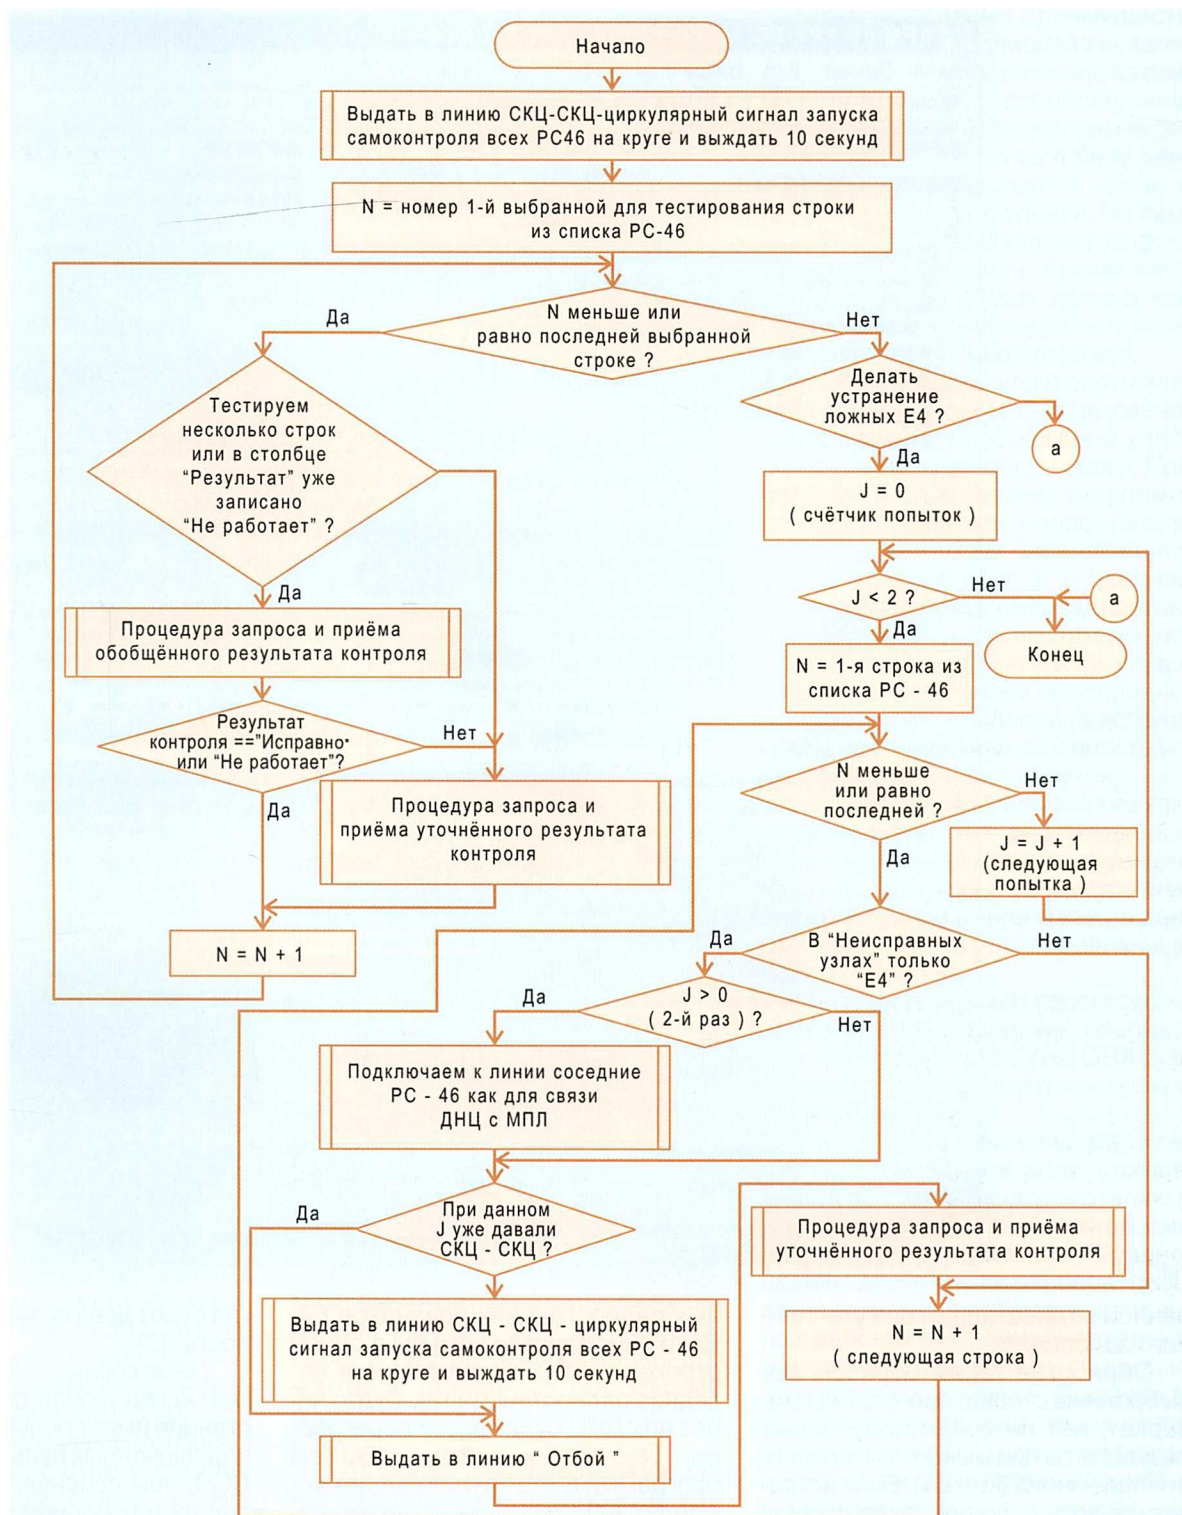 Начало
Выдать в линию СКЦ-СКЦ-циркулярный сигнал запуска
самоконтроля всех РС46 на круге и выждать 10 секунд
N = номер 1-й выбранной для тестирования строки
из списка РС-46
N меньше или
равно последней выбранной
строке ?
Да
Нет
Тестируем
несколько строк
или в столбце
“Результат” уже
записано
“Не работает” ?
Делать
устранение
ложных Е4 ?
а
Да
J = 0
( счётчик попыток )
Да
J < 2 ?
Нет
а
Процедура запроса и приёма
обобщённого результата контроля
Да
Конец
N = 1-я строка из
списка РС - 46
Результат
контроля =="Исправно"
или “Не работает”?
Нет
Да
N меньше
или равно
последней ?
Нет
Процедура запроса и
приёма уточнённого результата
контроля
Да
J = J + 1
(следующая
попытка )
N = N + 1
В “Неисправных
узлах” только
“Е4” ?
Да
Нет
J > 0
( 2-й раз ) ?
Да
Нет
Подключаем к линии соседние
РС - 46 как для связи
ДНЦ с МПЛ
При данном
J уже давали
СКЦ - СКЦ ?
Да
Процедура запроса и приёма
уточнённого результата контроля
Выдать в линию СКЦ - СКЦ - циркулярный
сигнал запуска самоконтроля всех РС - 46
на круге и выждать 10 секунд
N = N + 1
( следующая строка )
Выдать в линию “ Отбой ”